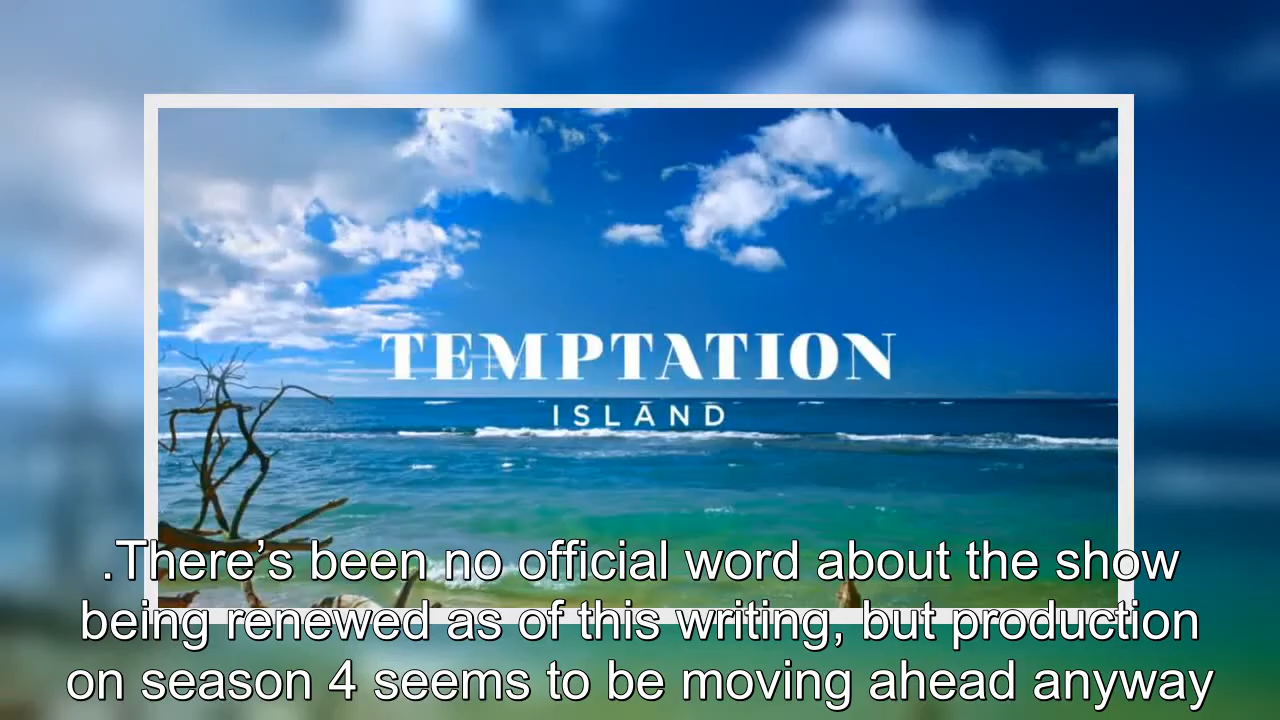 TEMPTATION
ISLAND
.There’s been no official word about the show
being renewed as of this writing, but production
on season 4 seems to be moving ahead anyway